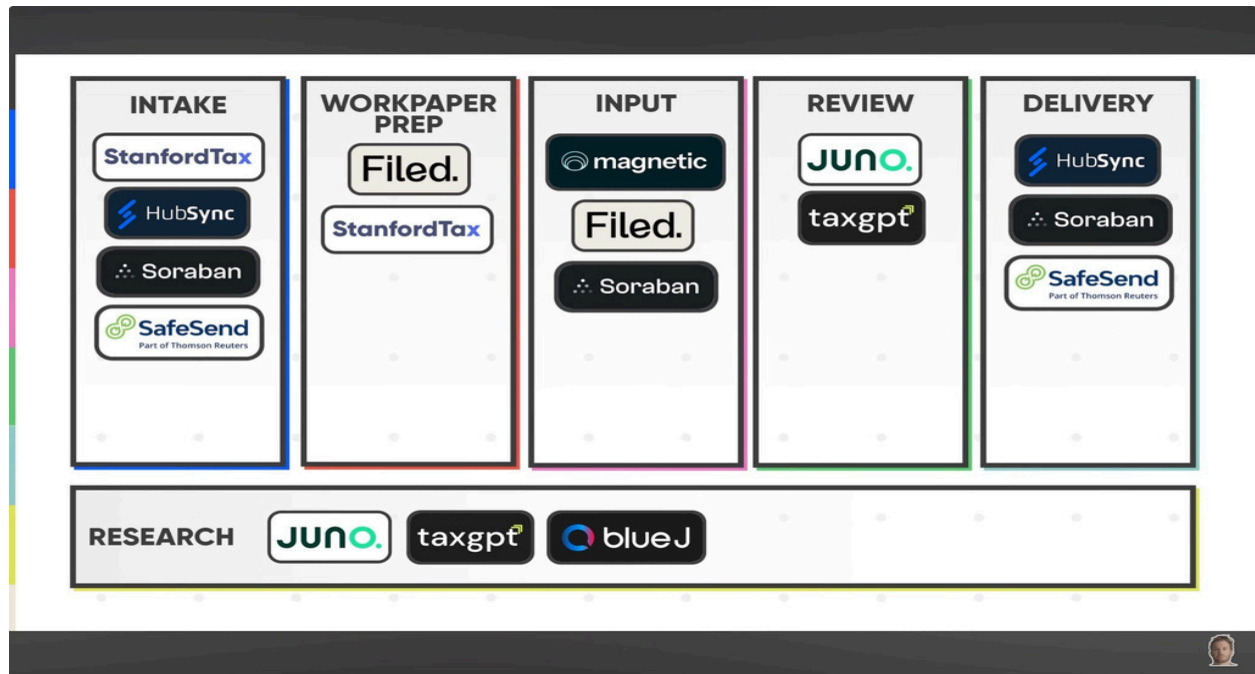 INTAKE
StanfordTax
HubSync
Soraban
SafeSend
Part of Thomson Reuters
WORKPAPER
PREP
Filed.
StanfordTax
INPUT
magnetic
Filed.
Soraban
REVIEW
JUNO.
taxgpt
DELIVERY
HubSync
Soraban
SafeSend
Part of Thomson Reuters
RESEARCH
JUNO.
taxgpt
blueJ